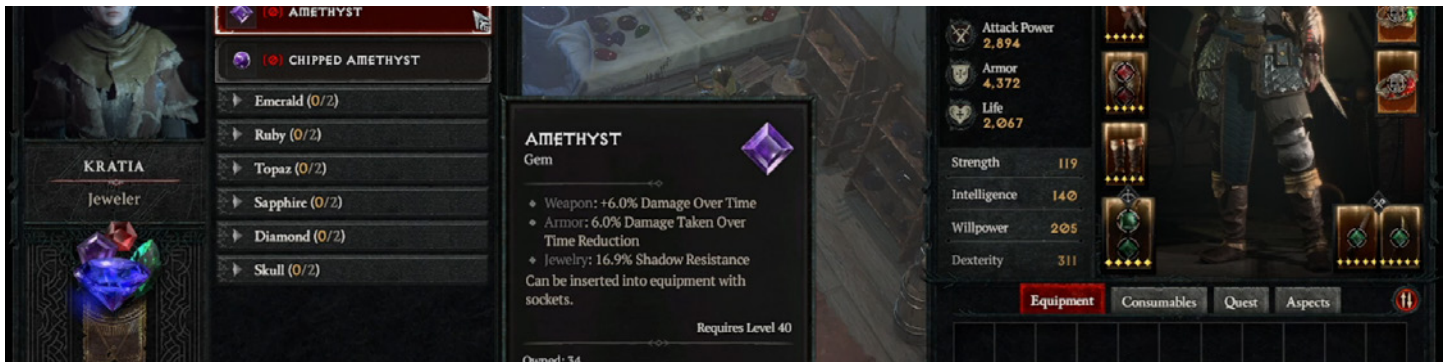 (0) AMETHYST
(0) CHIPPED AMETHYST
Emerald (0/2)
Ruby (0/2)
Topaz (0/2)
Sapphire (0/2)
Diamond (0/2)
Skull (0/2)
KRATIA
Jeweler
AMETHYST
Gem
Weapon: +6.0% Damage Over Time
Armor: 6.0% Damage Taken Over
Time Reduction
Jewelry: 16.9% Shadow Resistance
Can be inserted into equipment with
sockets.
Requires Level 40
Owned: 34
Attack Power
2,894
Armor
4,372
Life
2,067
Strength 119
Intelligence 140
Willpower 205
Dexterity 311
Equipment Consumables Quest Aspects